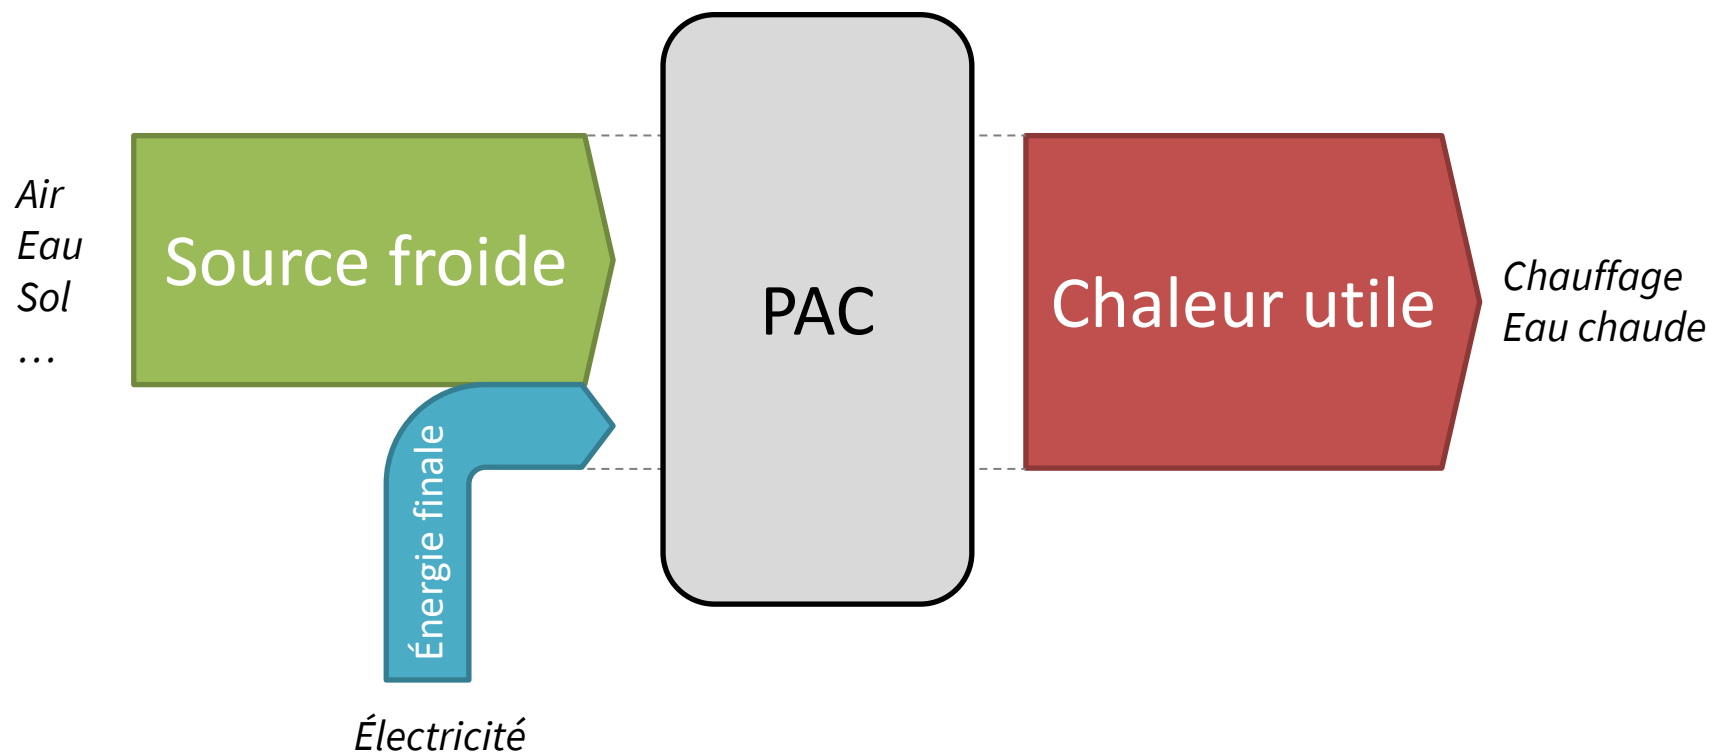 Air
Eau
Sol
…
Source froide
Énergie finale
Électricité
PAC
Chaleur utile
Chauffage
Eau chaude